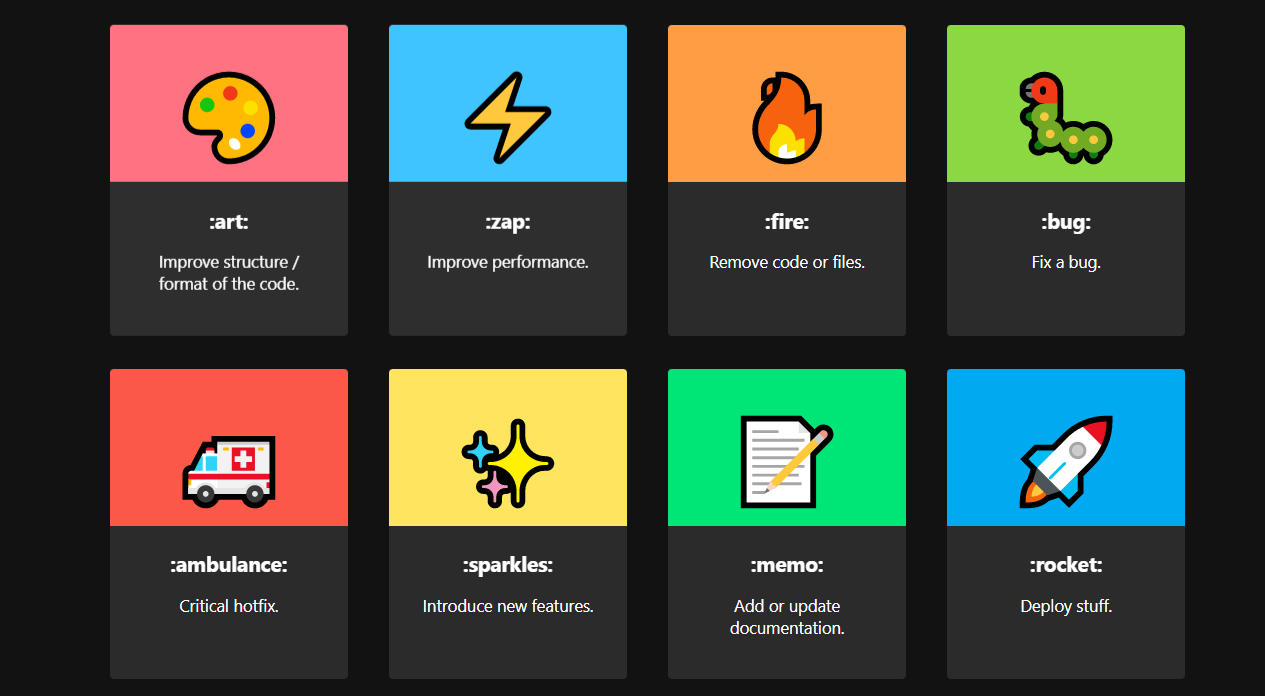 :art:
Improve structure /
format of the code.
:zap:
Improve performance.
:fire:
Remove code or files.
:bug:
Fix a bug.
:ambulance:
Critical hotfix.
:sparkles:
Introduce new features.
:memo:
Add or update
documentation.
:rocket:
Deploy stuff.